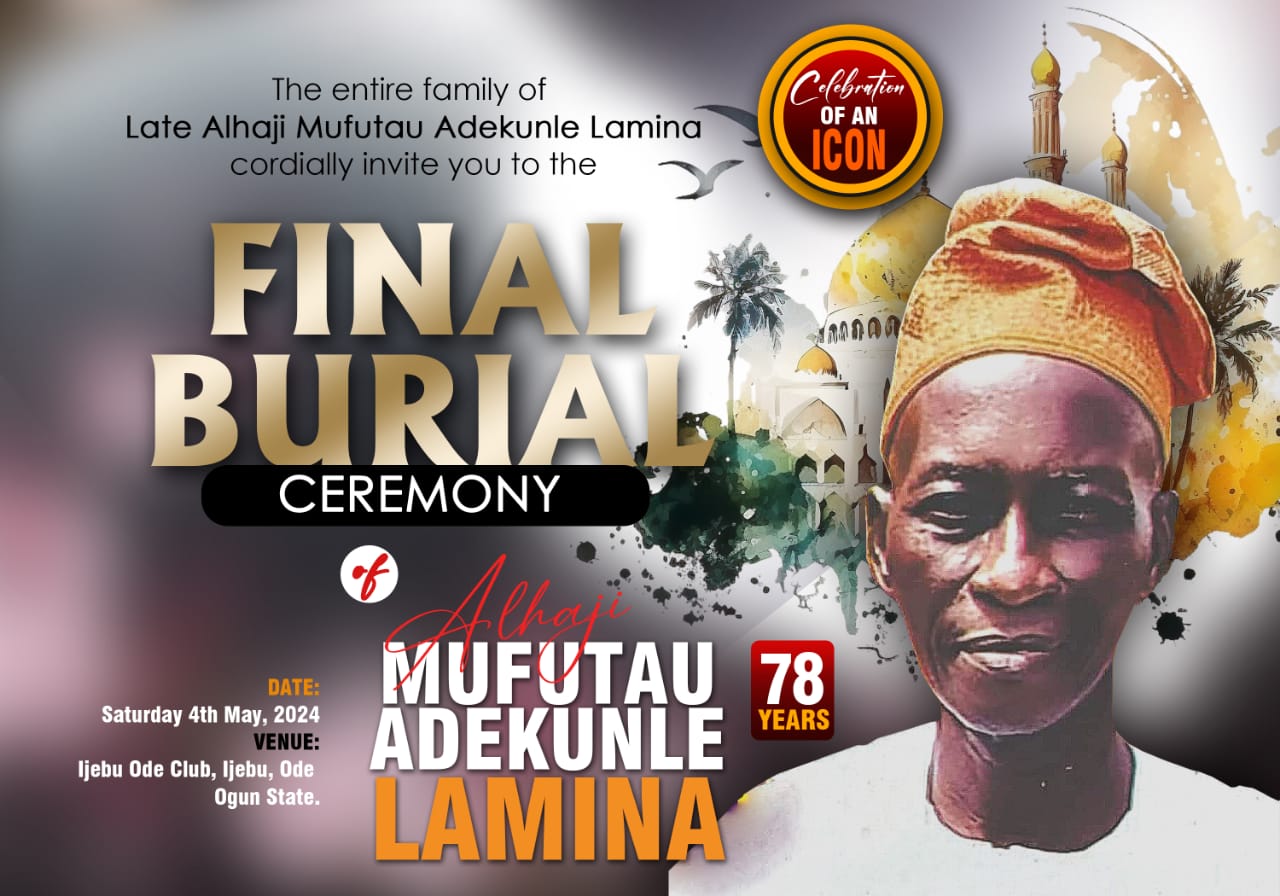 The entire family of
Late Alhaji Mufutau Adekunle Lamina
cordially invite you to the
Celebration
OF AN
ICON
FINAL
BURIAL
CEREMONY
of
Alhaji
MUFUTAU
ADEKUNLE
LAMINA
78
YEARS
DATE:
Saturday 4th May, 2024
VENUE:
Ijebu Ode Club, Ijebu, Ode
Ogun State.